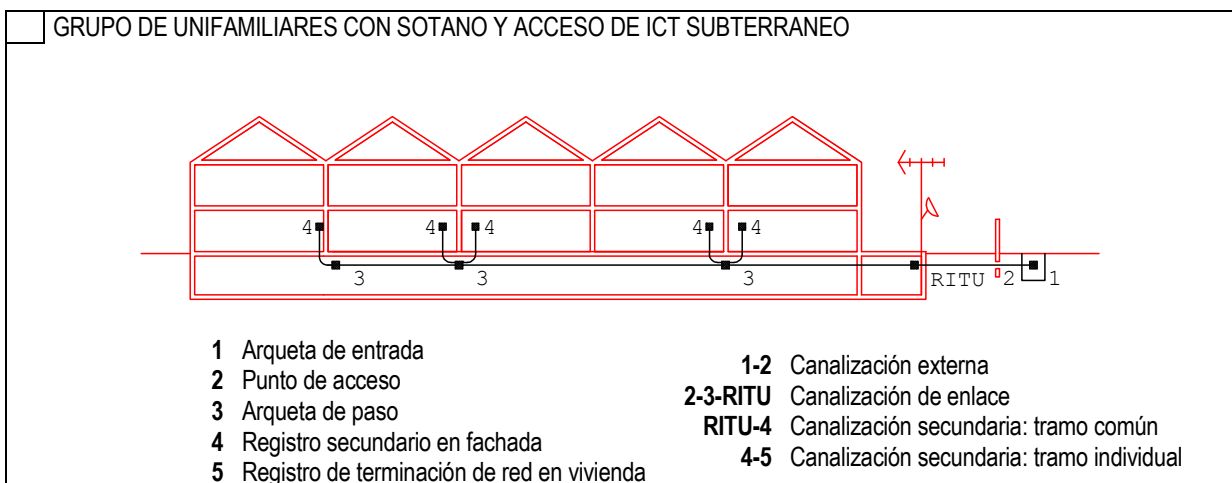 GRUPO DE UNIFAMILIARES CON SOTANO Y ACCESO DE ICT SUBTERRANEO
4 4 4 4 4
3 3 3 RITU 2 1
1 Arqueta de entrada
2 Punto de acceso
3 Arqueta de paso
4 Registro secundario en fachada
5 Registro de terminación de red en vivienda
1-2 Canalización externa
2-3-RITU Canalización de enlace
RITU-4 Canalización secundaria: tramo común
4-5 Canalización secundaria: tramo individual